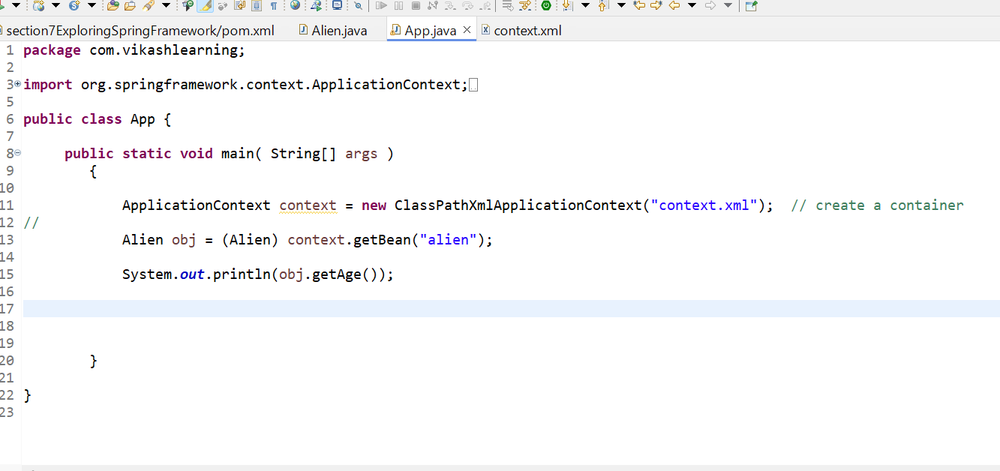 section7ExploringSpringFramework/pom.xml Alien.java App.java context.xml
1 package com.vikashlearning;
2
3 import org.springframework.context.ApplicationContext;
5
6 public class App {
7
8 public static void main( String[] args )
9 {
10
11 ApplicationContext context = new ClassPathXmlApplicationContext("context.xml"); // create a container
12 //
13 Alien obj = (Alien) context.getBean("alien");
14
15 System.out.println(obj.getAge());
16
17
18
19
20 }
21
22 }
23